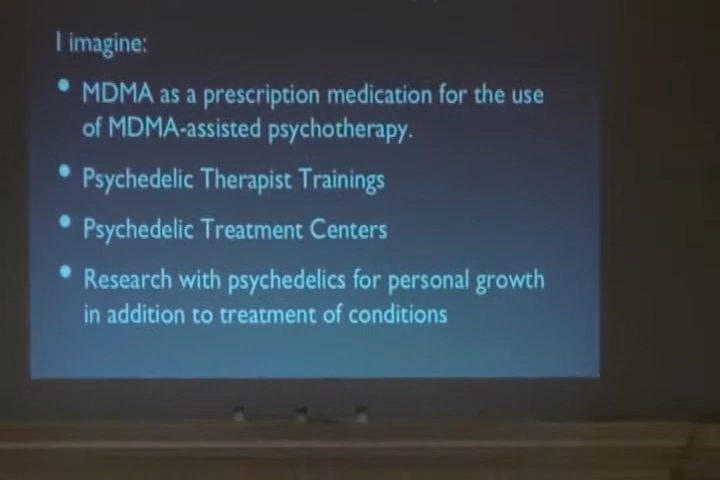 I imagine:
• MDMA as a prescription medication for the use
of MDMA-assisted psychotherapy.
• Psychedelic Therapist Trainings
• Psychedelic Treatment Centers
• Research with psychedelics for personal growth
in addition to treatment of conditions